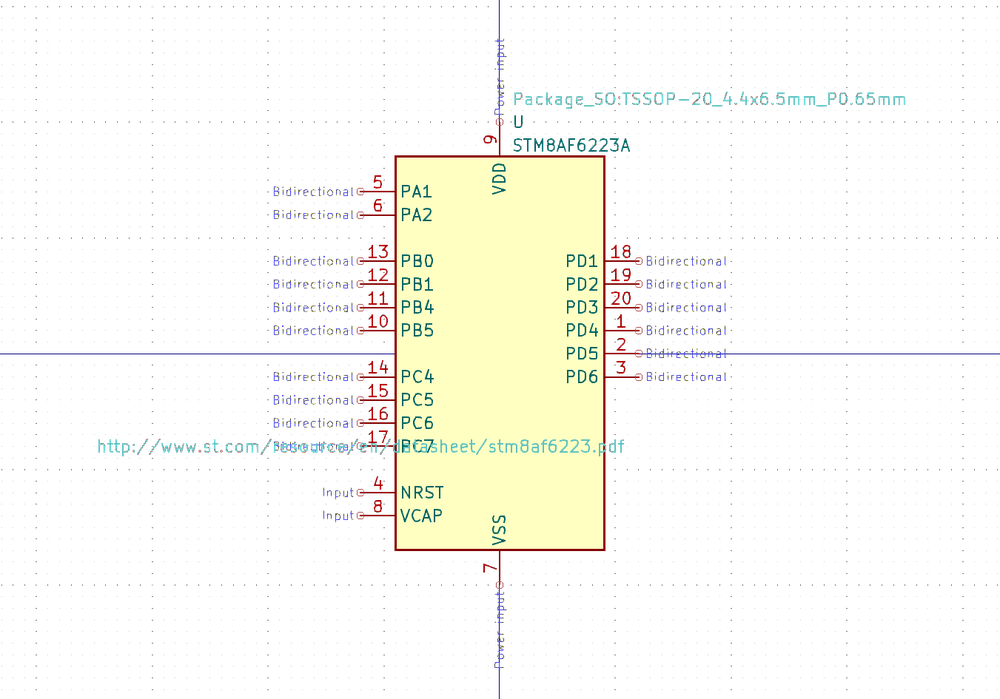 Power input
Package_SO:TSSOP-20_4.4x6.5mm_P0.65mm
U
9
STM8AF6223A
VDD
Bidirectional 5 PA1
Bidirectional 6 PA2
Bidirectional 13 PB0 PD1 18 Bidirectional
Bidirectional 12 PB1 PD2 19 Bidirectional
Bidirectional 11 PB4 PD3 20 Bidirectional
Bidirectional 10 PB5 PD4 1 Bidirectional
PD5 2 Bidirectional
Bidirectional 14 PC4 PD6 3 Bidirectional
Bidirectional 15 PC5
Bidirectional 16 PC6
Bidirectional 17 PC7
http://www.st.com/resource/en/datasheet/stm8af6223.pdf
Input 4 NRST
Input 8 VCAP
VSS
7
Power input